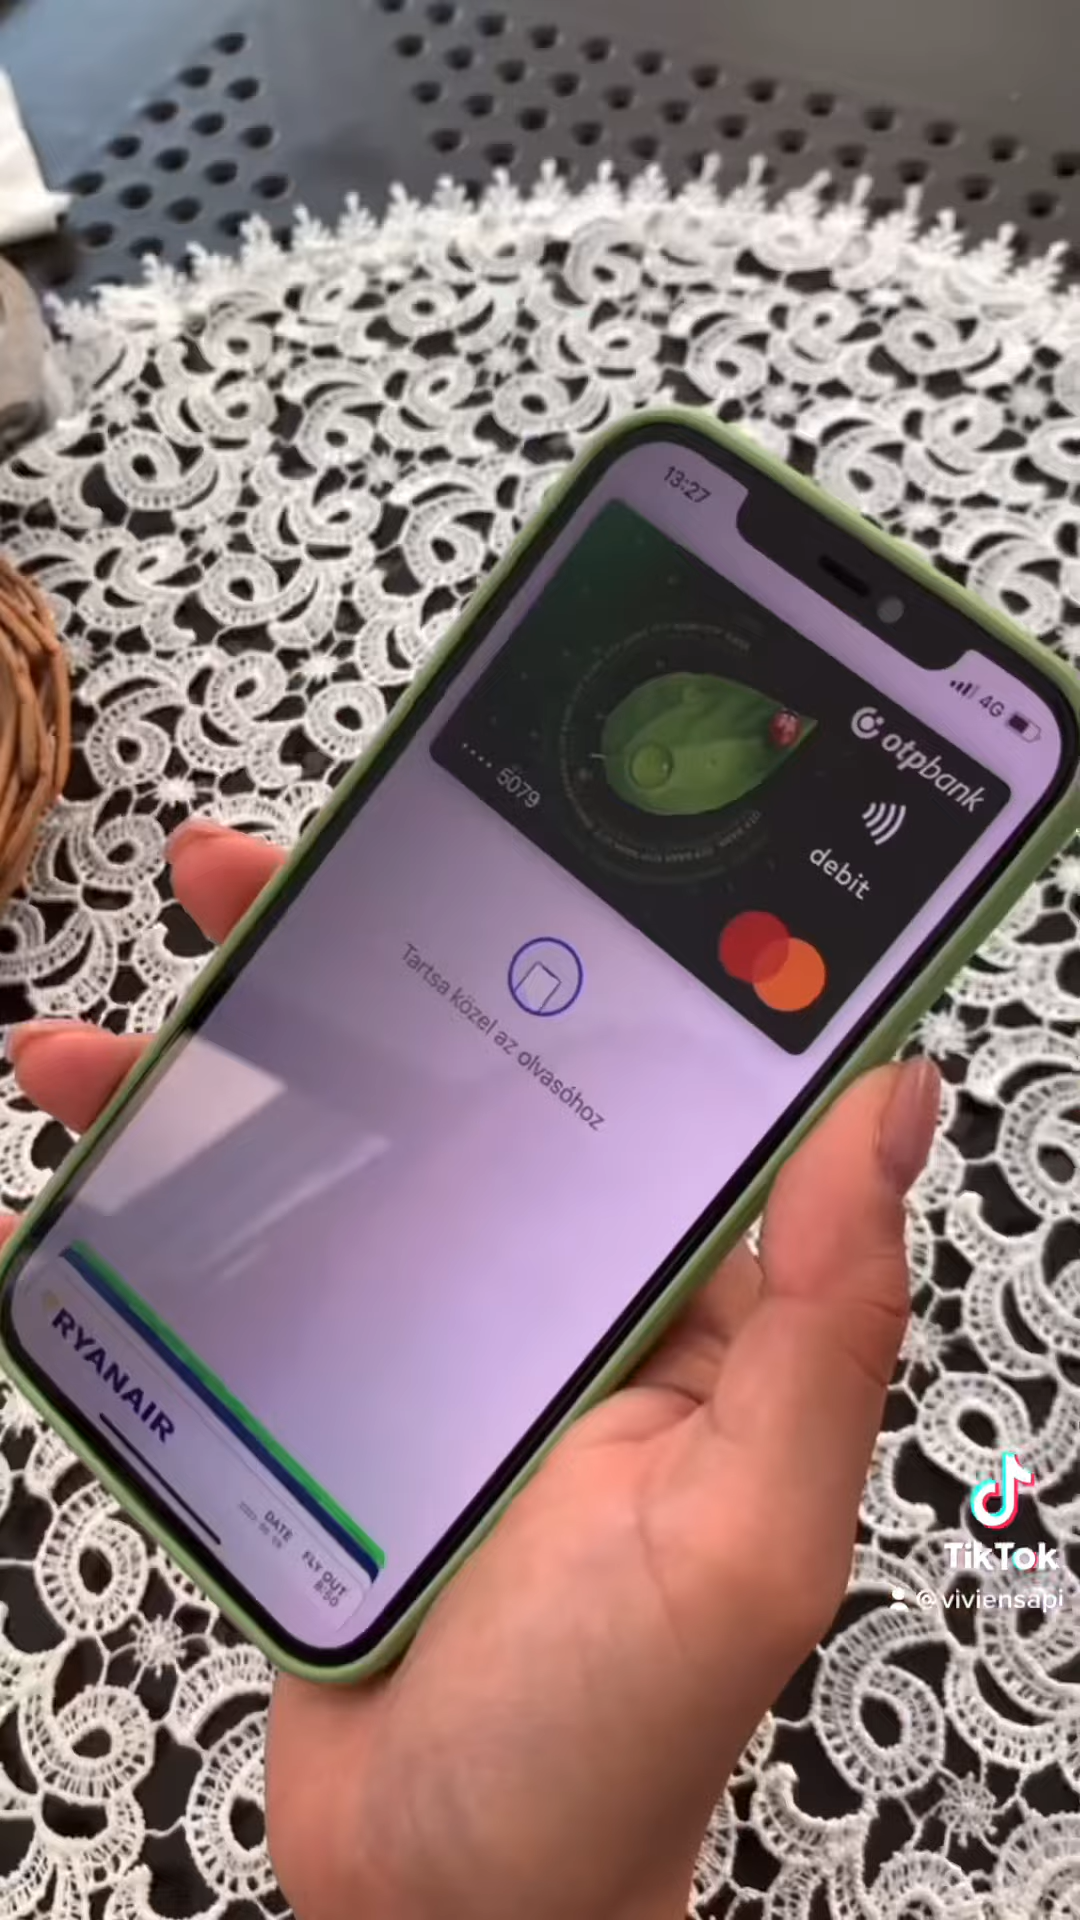 13:27
4G
otpbank
.... 5079
debit
Tartsa közel az olvasóhoz
RYANAIR
DATE
FLY OUT
8:50
TikTok
@viviensapi